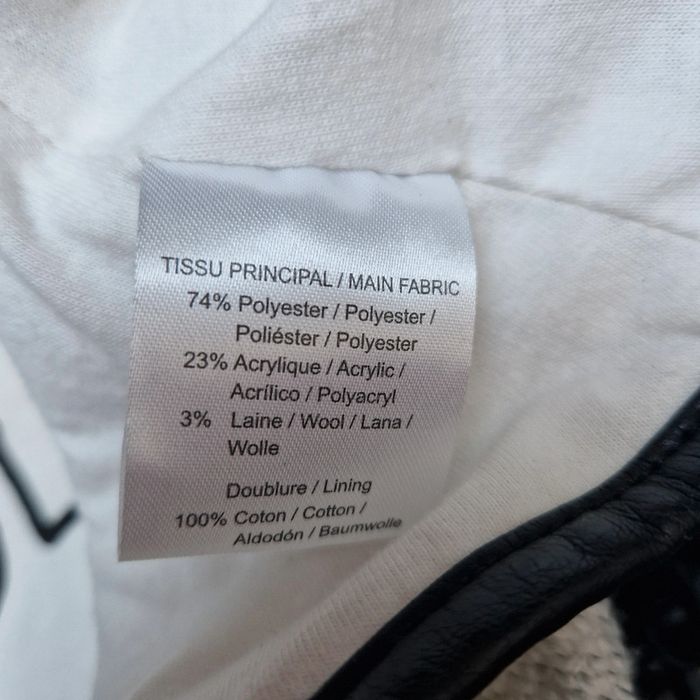 TISSU PRINCIPAL / MAIN FABRIC
74% Polyester / Polyester /
Poliéster / Polyester
23% Acrylique / Acrylic /
Acrílico / Polyacryl
3% Laine / Wool / Lana /
Wolle
Doublure / Lining
100% Coton / Cotton /
Aldodón / Baumwolle